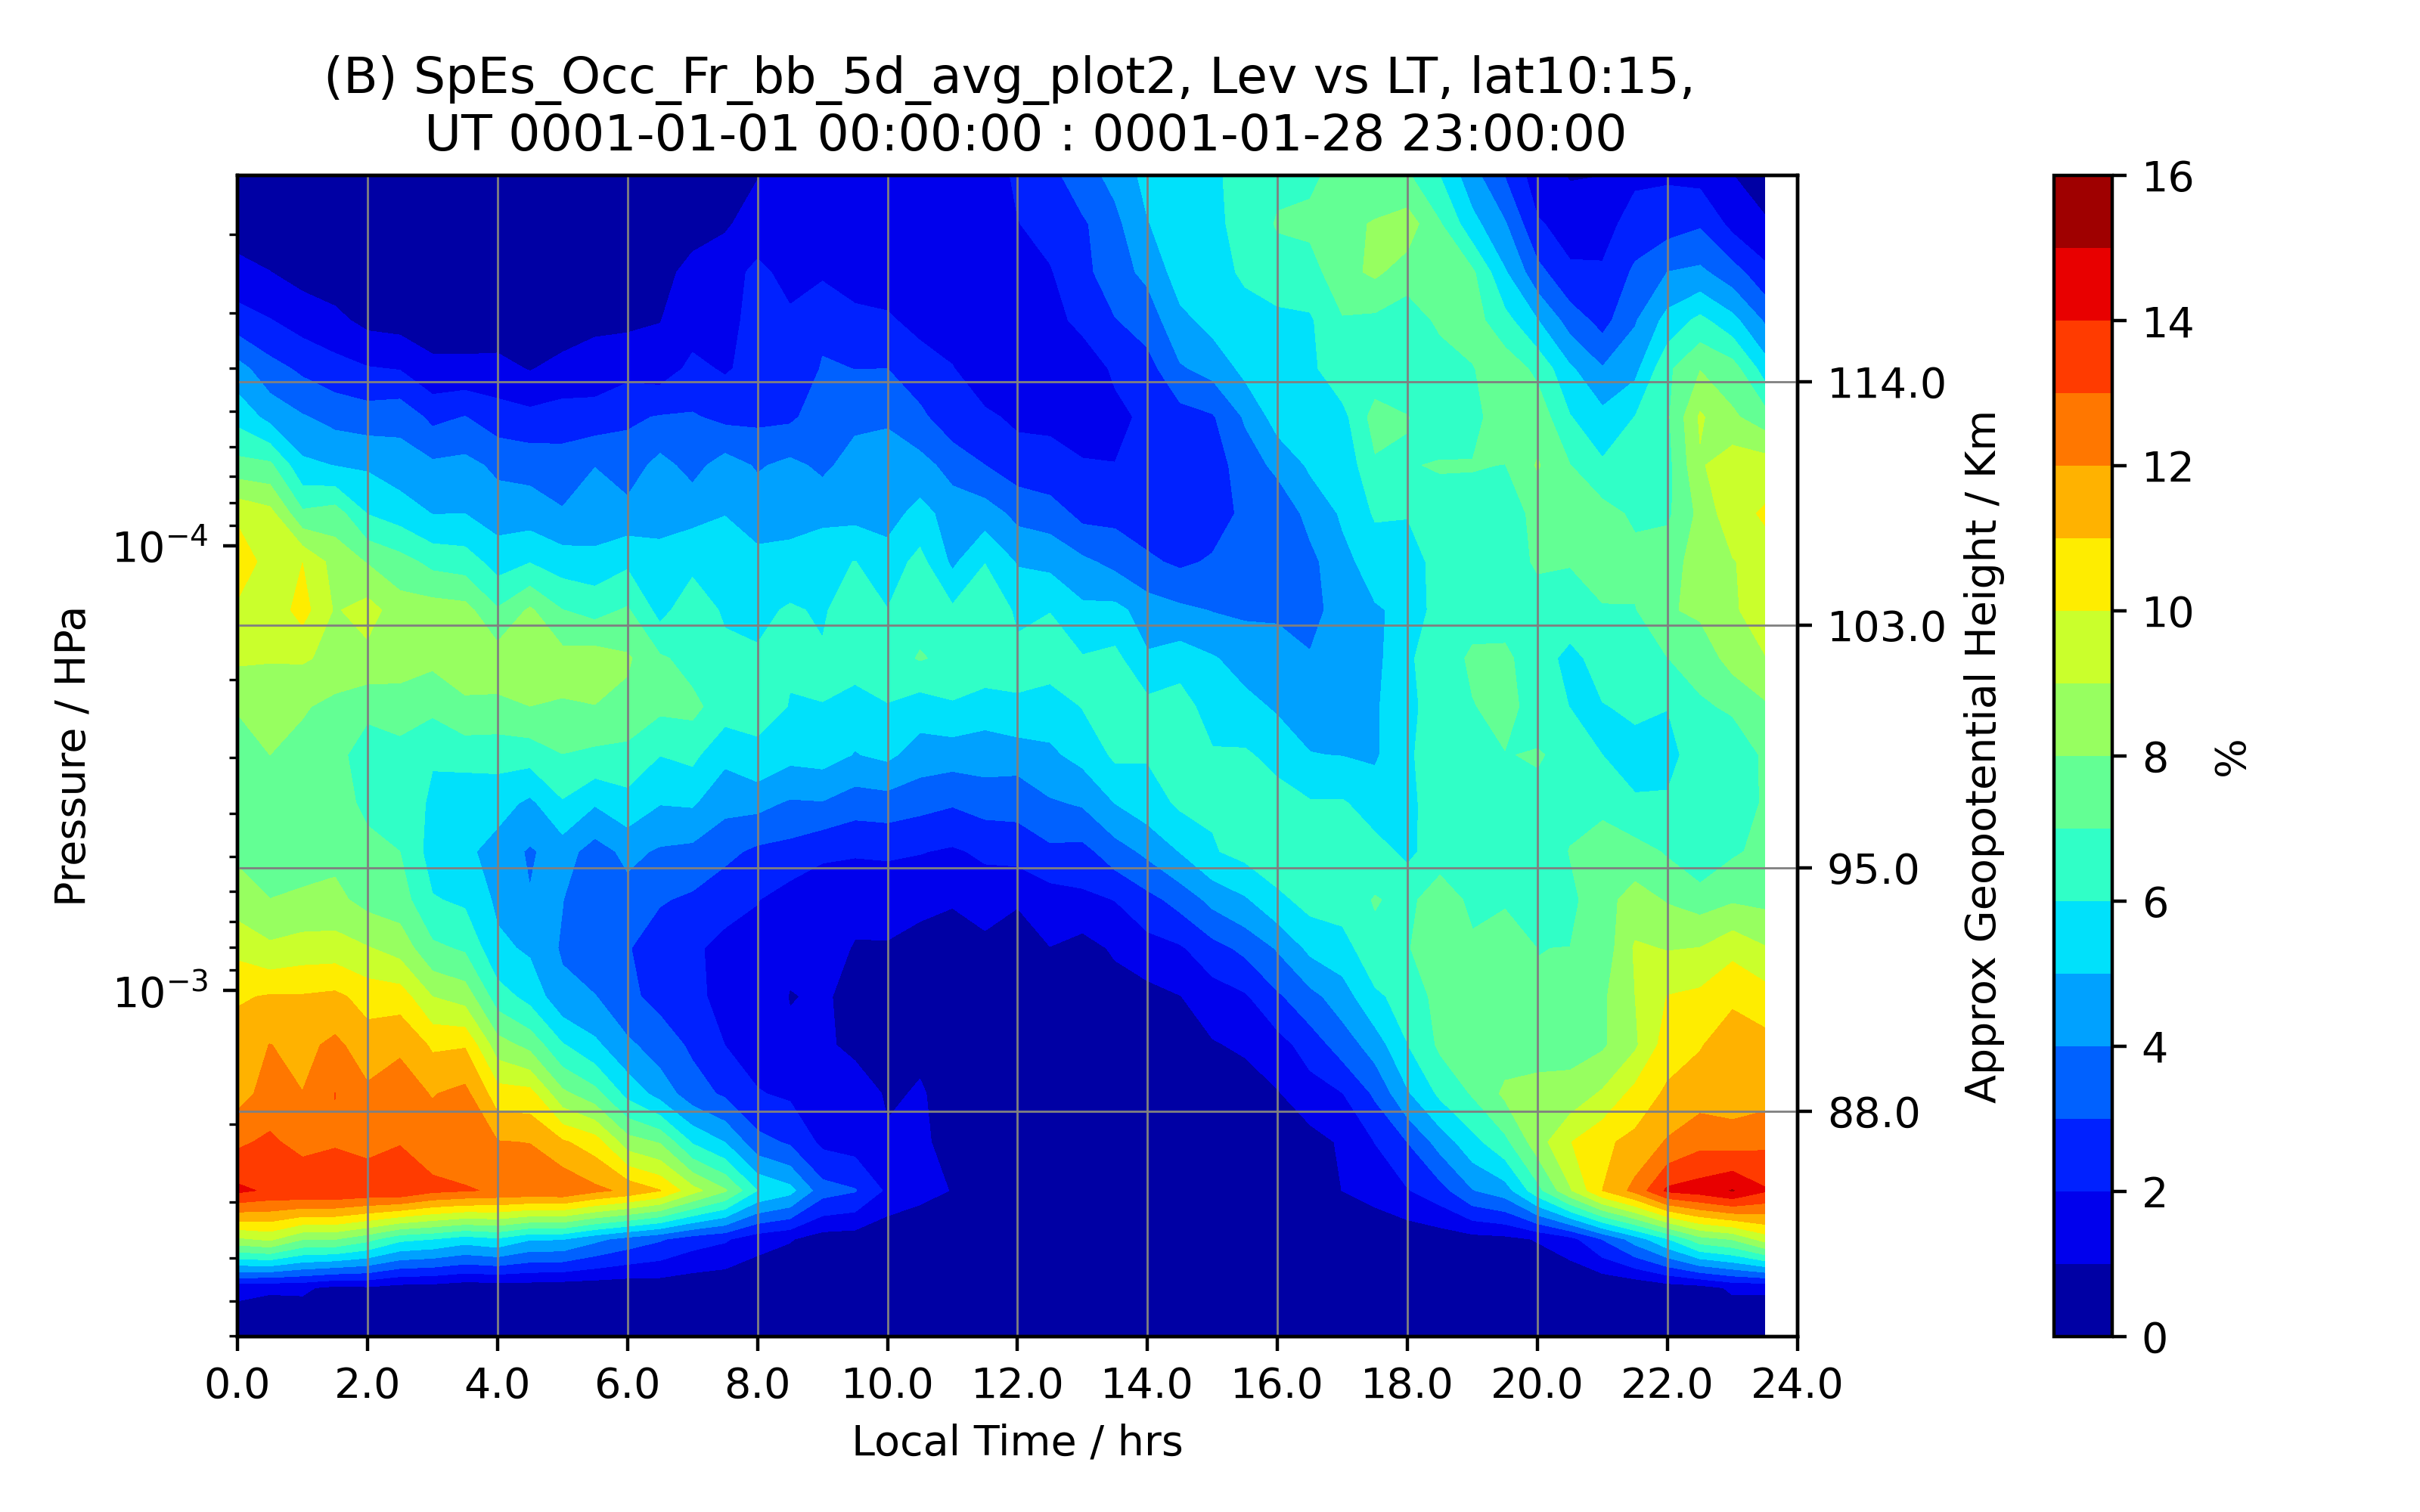 (B) SpEs_Occ_Fr_bb_5d_avg_plot2, Lev vs LT, lat10:15,
UT 0001-01-01 00:00:00 : 0001-01-28 23:00:00
Pressure / HPa
10⁻⁴
10⁻³
0.0 2.0 4.0 6.0 8.0 10.0 12.0 14.0 16.0 18.0 20.0 22.0 24.0
Local Time / hrs
114.0
103.0
95.0
88.0
Approx Geopotential Height / Km
16
14
12
10
8
6
4
2
0
%